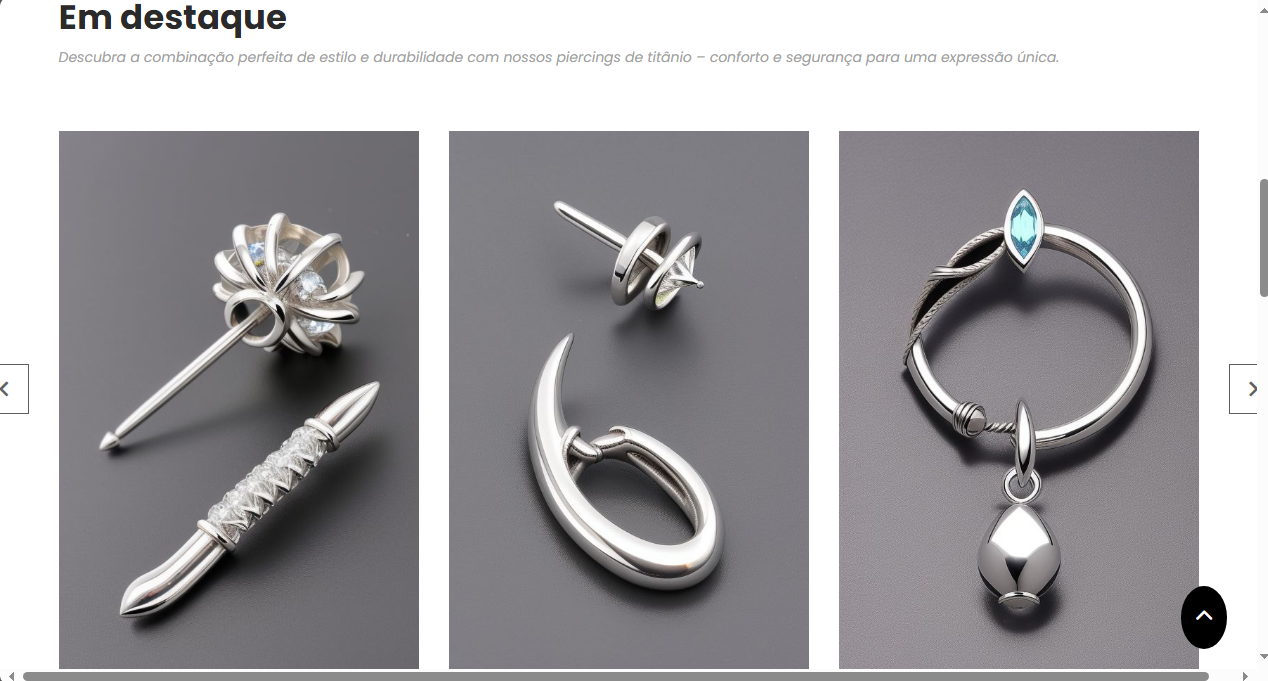 Em destaque
Descubra a combinação perfeita de estilo e durabilidade com nossos piercings de titânio – conforto e segurança para uma expressão única.